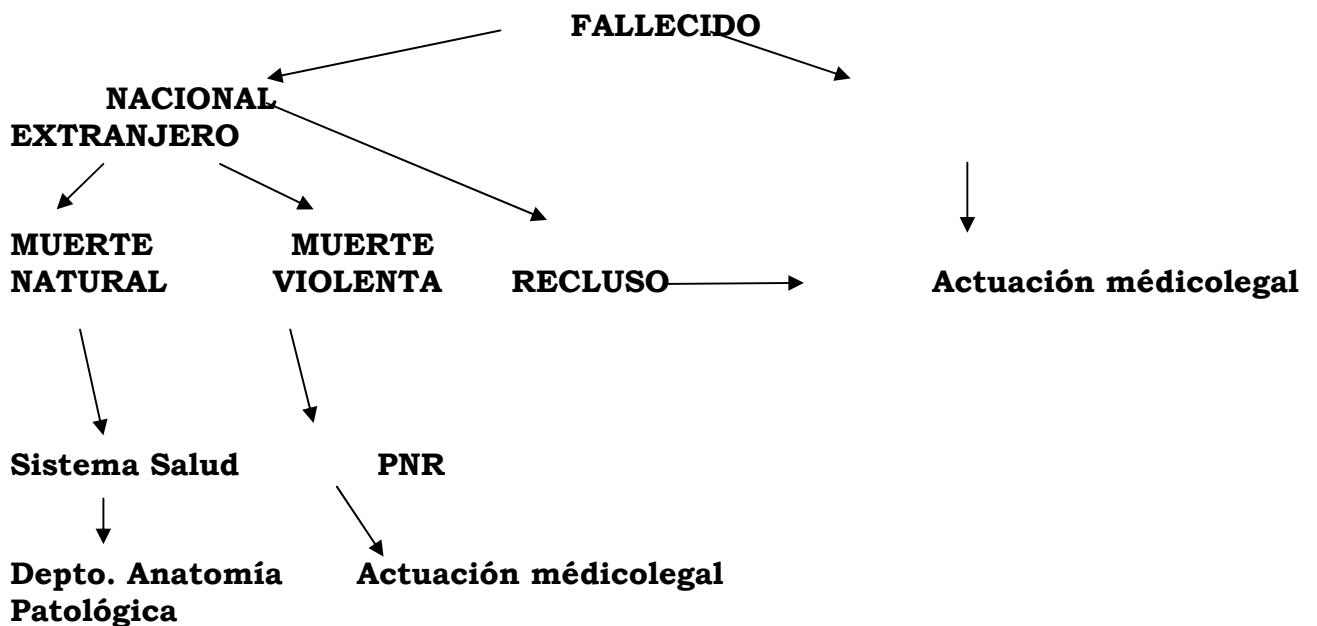 FALLECIDO
NACIONAL
EXTRANJERO
MUERTE MUERTE
NATURAL VIOLENTA RECLUSO Actuación médicolegal
Sistema Salud PNR
Depto. Anatomía Actuación médicolegal
Patológica